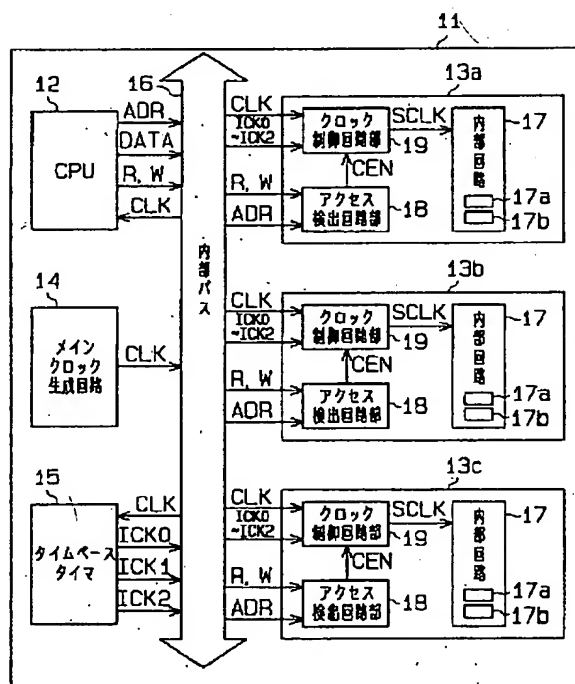 11
12
CPU
ADR
DATA
R, W
CLK
14
メイン
クロック
生成回路
CLK
15
タイムベース
タイマ
CLK
ICK0
ICK1
ICK2
16
内部バス
13a
CLK
ICK0
~ICK2
R, W
ADR
クロック
制御回路部
19
SCLK
CEN
アクセス
検出回路部
18
内部回路
17
17a
17b
13b
CLK
ICK0
~ICK2
R, W
ADR
クロック
制御回路部
19
SCLK
CEN
アクセス
検出回路部
18
内部回路
17
17a
17b
13c
CLK
ICK0
~ICK2
R, W
ADR
クロック
制御回路部
19
SCLK
CEN
アクセス
検出回路部
18
内部回路
17
17a
17b